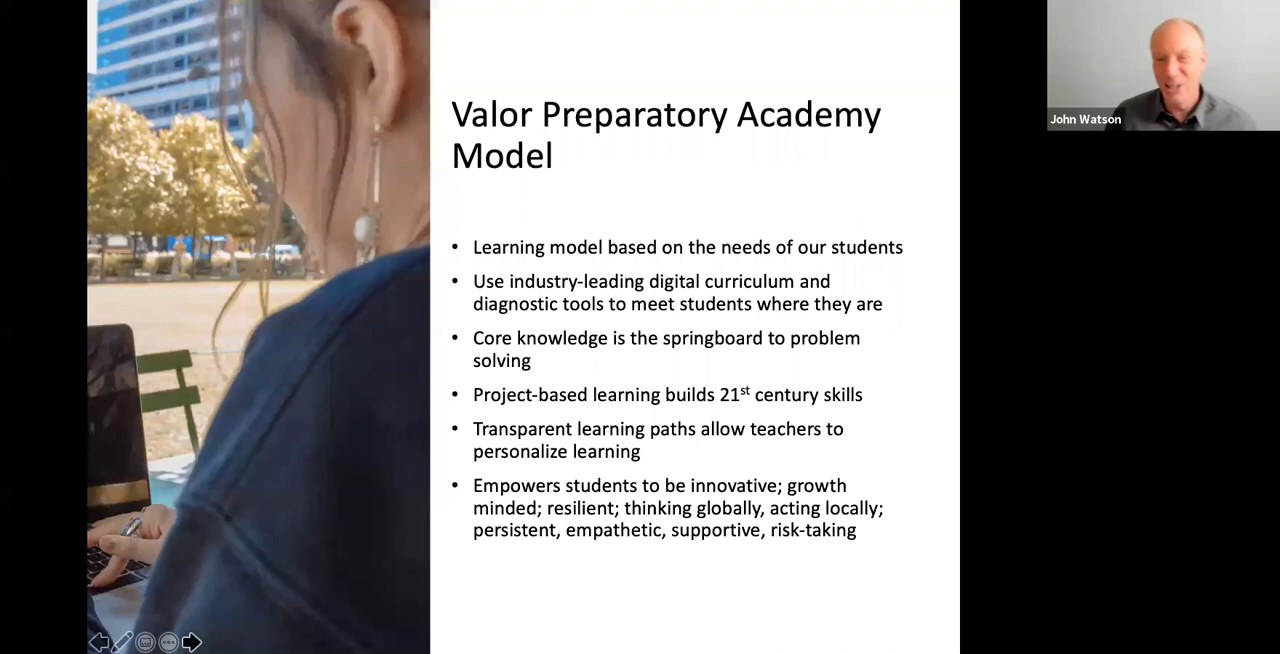 Valor Preparatory Academy
Model
• Learning model based on the needs of our students
• Use industry-leading digital curriculum and
diagnostic tools to meet students where they are
• Core knowledge is the springboard to problem
solving
• Project-based learning builds 21st century skills
• Transparent learning paths allow teachers to
personalize learning
• Empowers students to be innovative; growth
minded; resilient; thinking globally, acting locally;
persistent, empathetic, supportive, risk-taking
John Watson